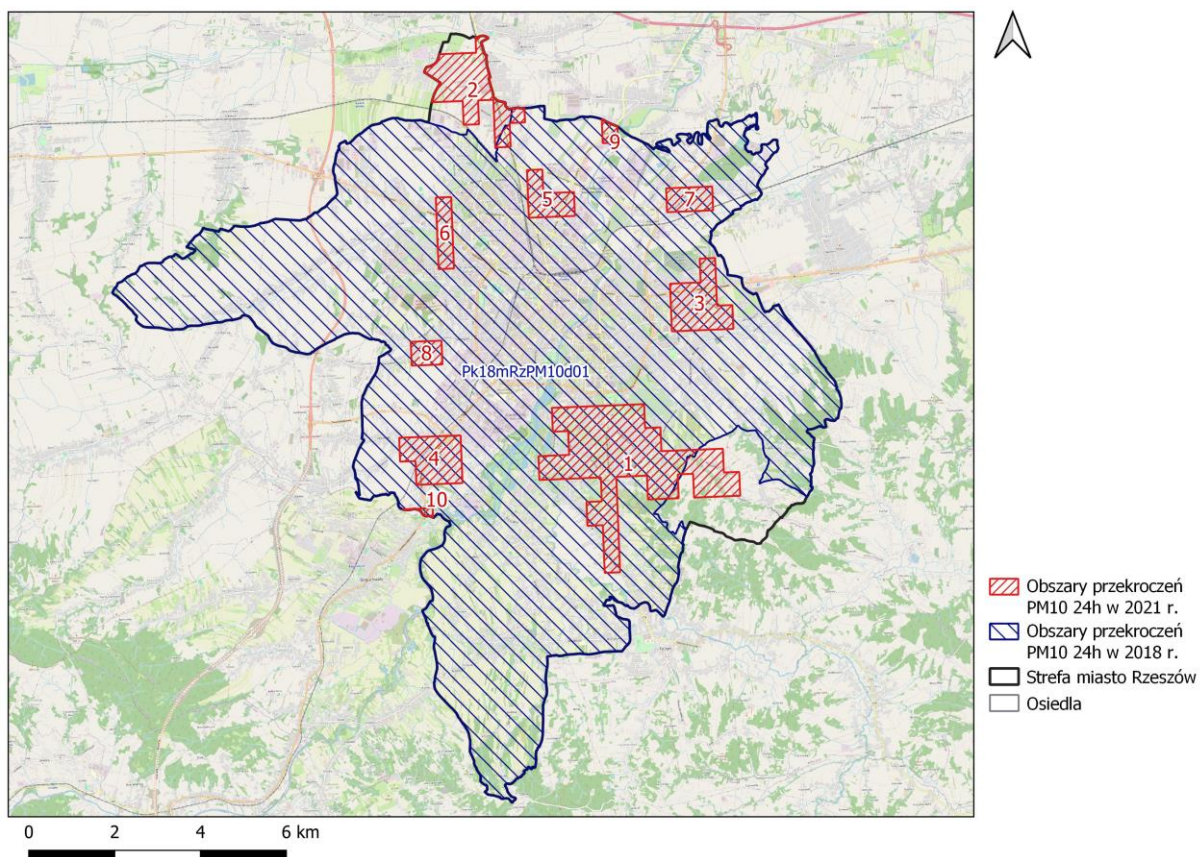 2
9
5
7
6
3
8
Pk18mRzPM10d01
4
1
10
Obszary przekroczeń
PM10 24h w 2021 r.
Obszary przekroczeń
PM10 24h w 2018 r.
Strefa miasto Rzeszów
Osiedla
0 2 4 6 km